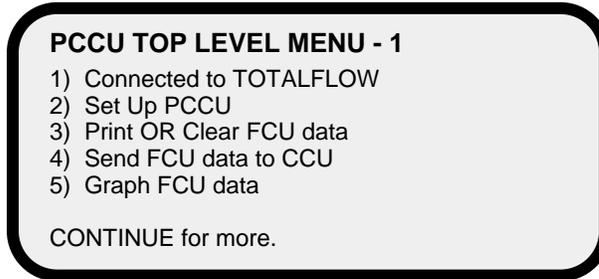 PCCU TOP LEVEL MENU - 1
1) Connected to TOTALFLOW
2) Set Up PCCU
3) Print OR Clear FCU data
4) Send FCU data to CCU
5) Graph FCU data
CONTINUE for more.